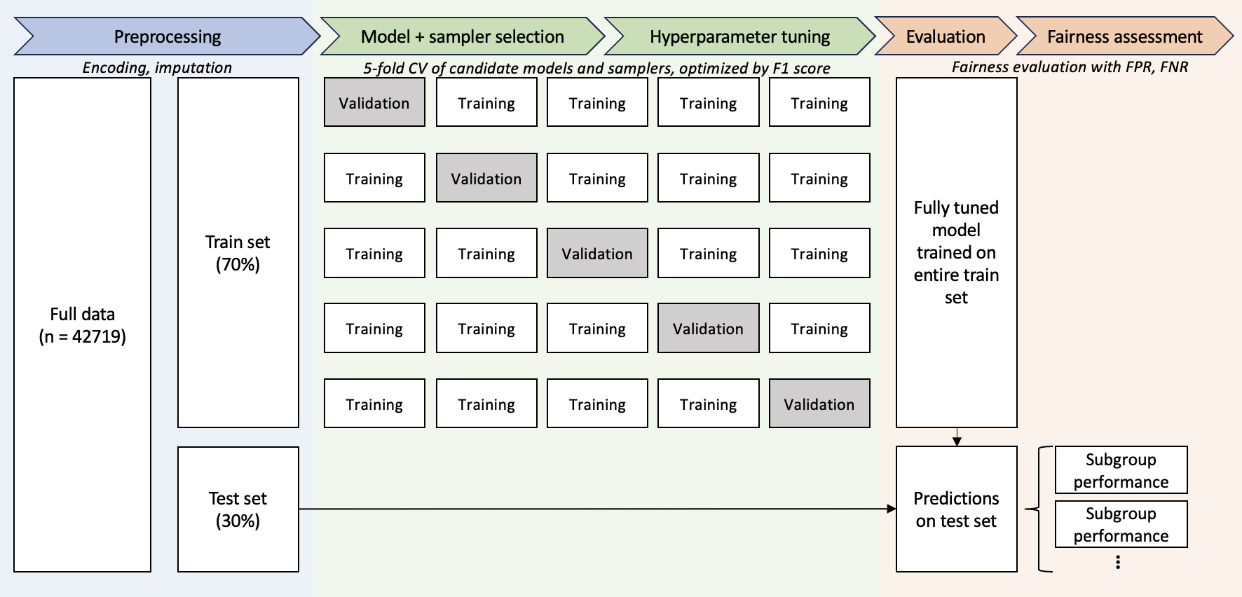 Preprocessing
Model + sampler selection
Hyperparameter tuning
Evaluation
Fairness assessment
Encoding, imputation
5-fold CV of candidate models and samplers, optimized by F1 score
Fairness evaluation with FPR, FNR
Full data
(n = 42719)
Train set
(70%)
Test set
(30%)
Validation
Training
Training
Training
Training
Training
Validation
Training
Training
Training
Training
Training
Validation
Training
Training
Training
Training
Training
Validation
Training
Training
Training
Training
Training
Validation
Fully tuned
model
trained on
entire train
set
Predictions
on test set
Subgroup
performance
Subgroup
performance
⋮